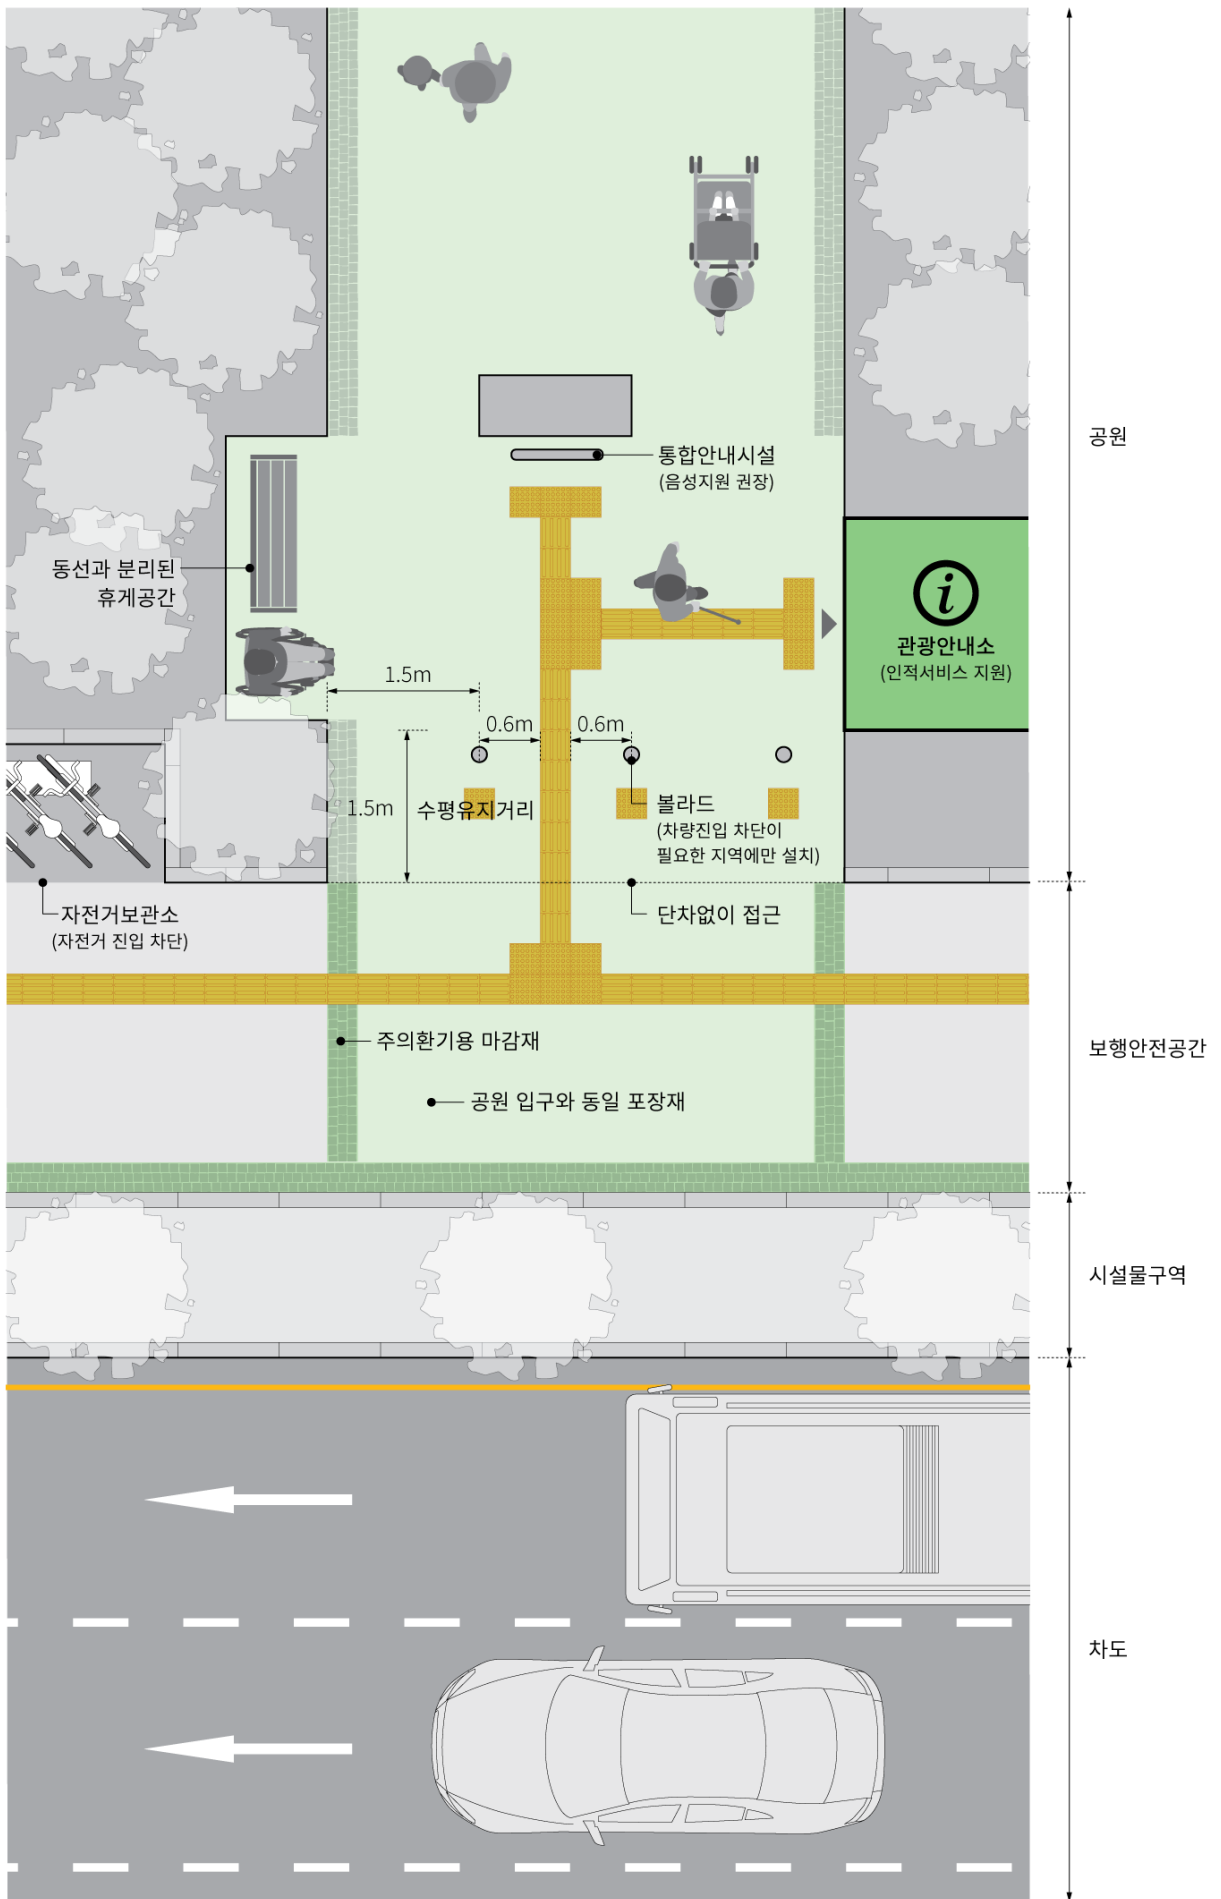 공원
통합안내시설
(음성지원 권장)
동선과 분리된
휴게공간
i
관광안내소
(인적서비스 지원)
1.5m
0.6m
0.6m
1.5m
수평유지거리
볼라드
(차량진입 차단이
필요한 지역에만 설치)
자전거보관소
(자전거 진입 차단)
단차없이 접근
주의환기용 마감재
보행안전공간
공원 입구와 동일 포장재
시설물구역
차도